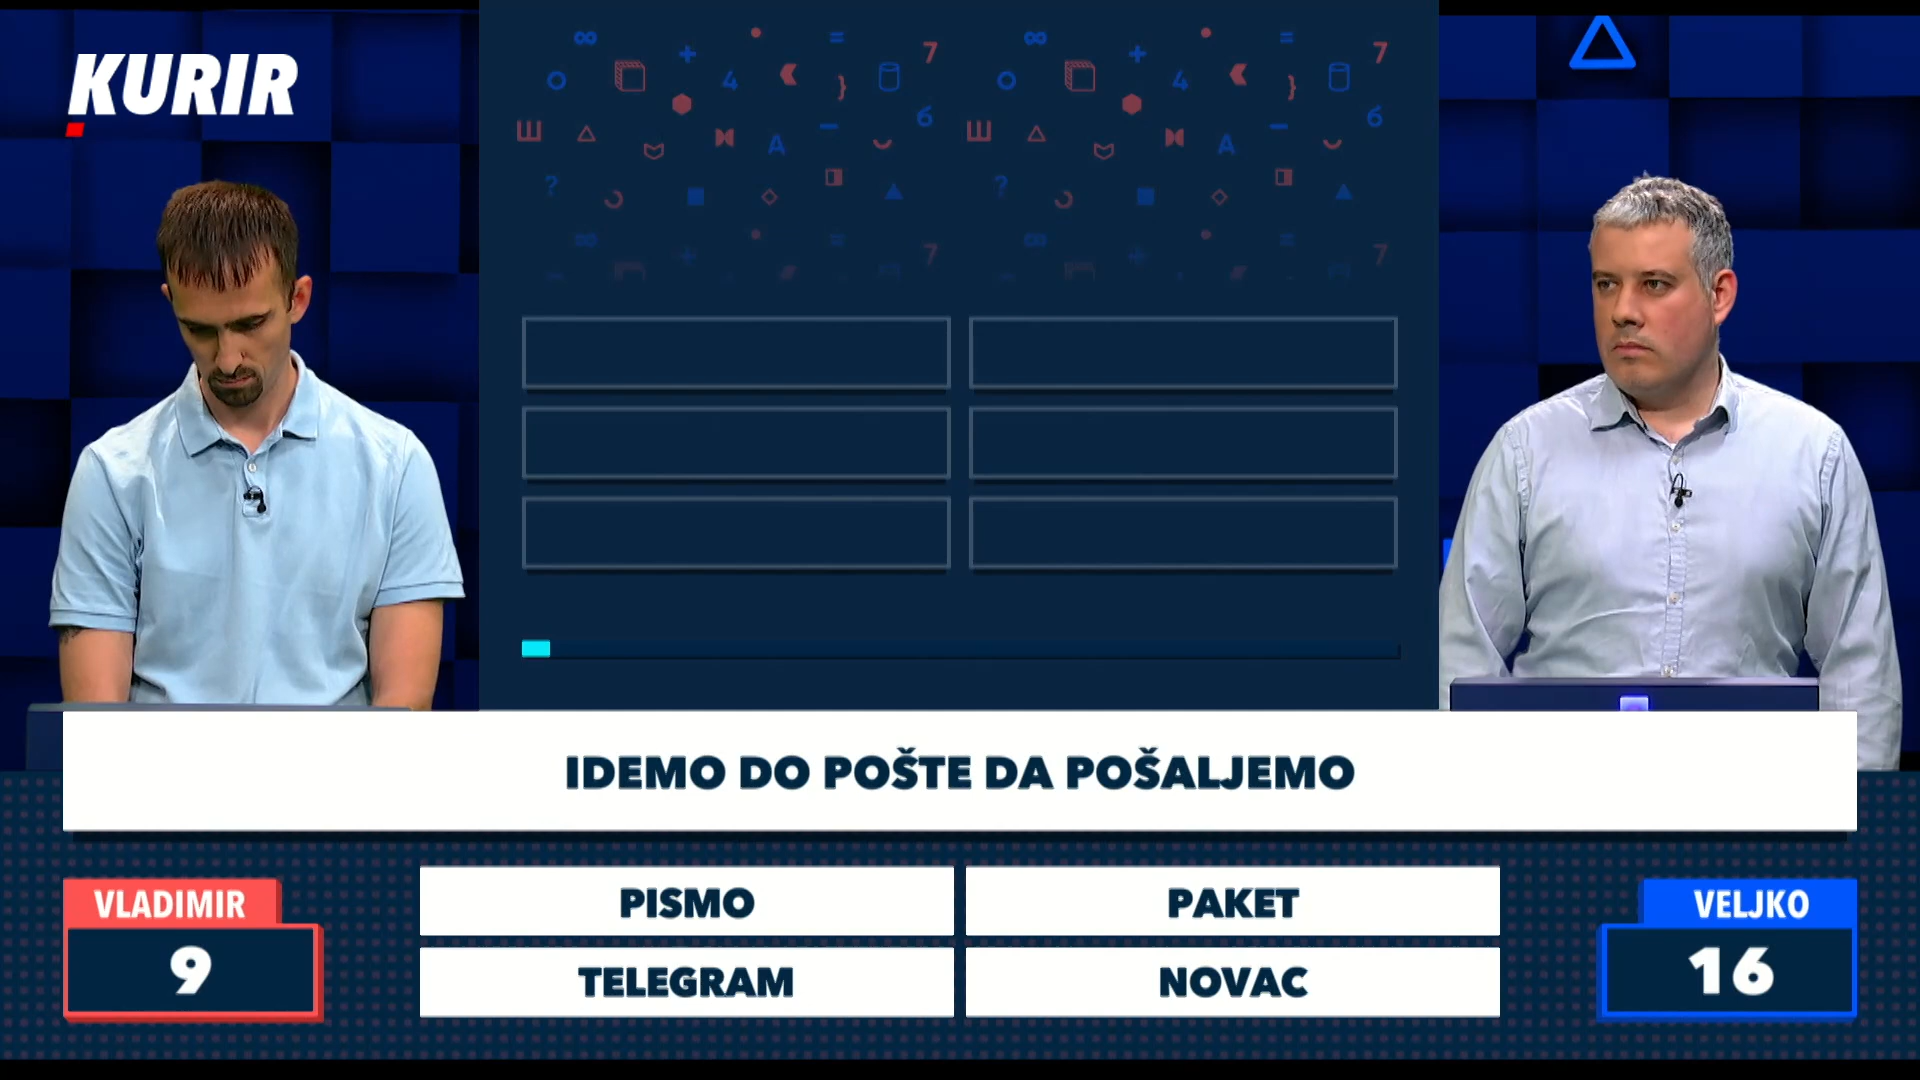 KURIR
IDEMO DO POŠTE DA POŠALJEMO
VLADIMIR
9
PISMO
PAKET
TELEGRAM
NOVAC
VELJKO
16